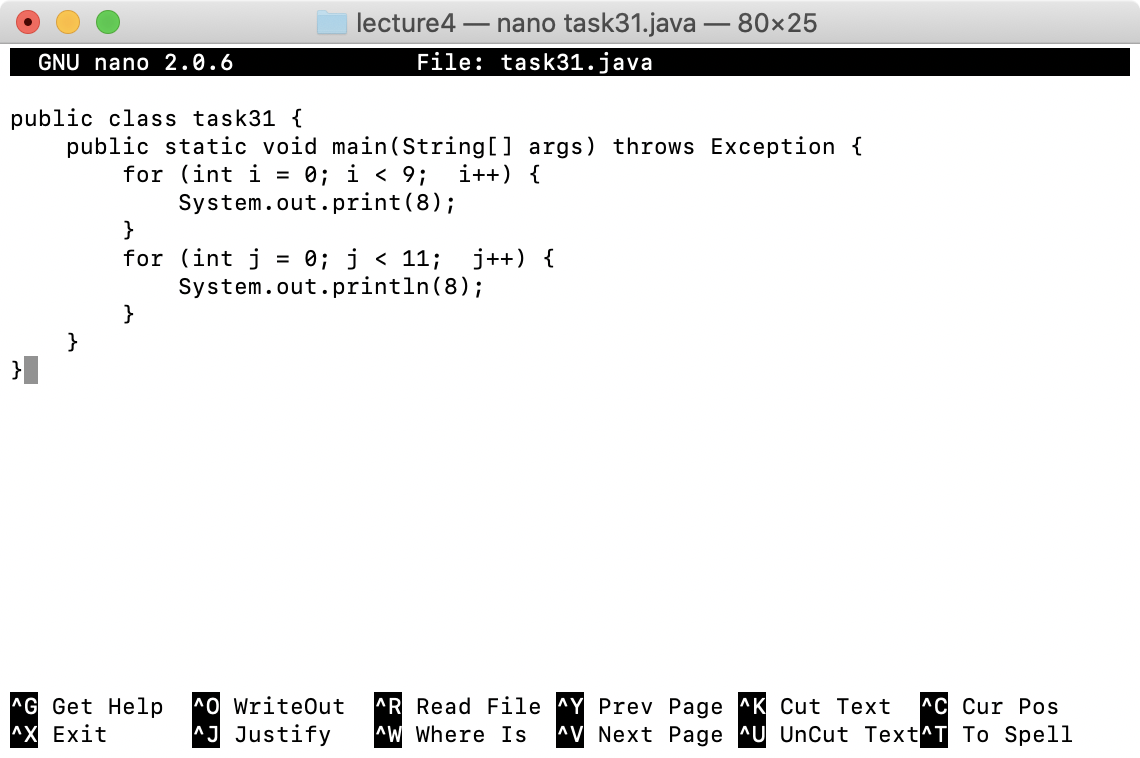 lecture4 — nano task31.java — 80×25
GNU nano 2.0.6 File: task31.java
public class task31 {
    public static void main(String[] args) throws Exception {
        for (int i = 0; i < 9;  i++) {
            System.out.print(8);
        }
        for (int j = 0; j < 11;  j++) {
            System.out.println(8);
        }
    }
}
^G Get Help ^O WriteOut ^R Read File ^Y Prev Page ^K Cut Text ^C Cur Pos
^X Exit ^J Justify ^W Where Is ^V Next Page ^U UnCut Text ^T To Spell